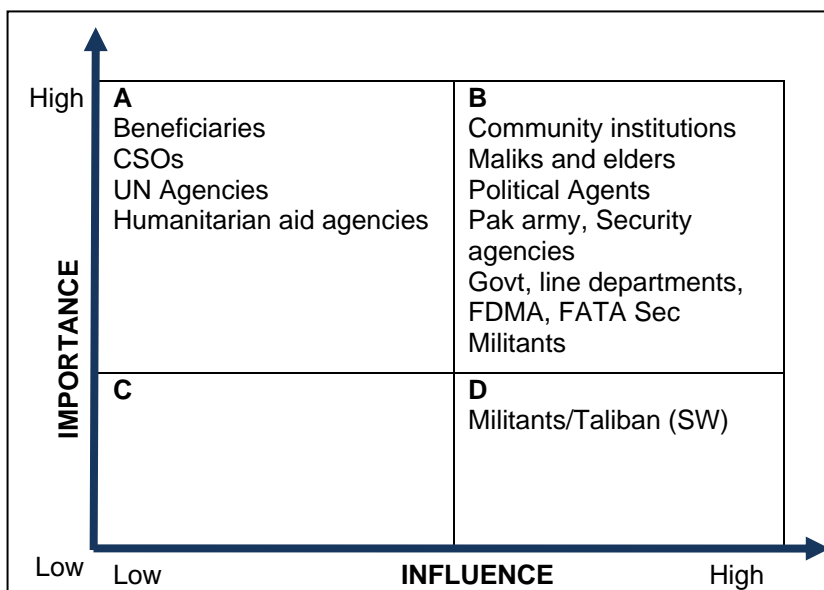 High
A
Beneficiaries
CSOs
UN Agencies
Humanitarian aid agencies
B
Community institutions
Maliks and elders
Political Agents
Pak army, Security
agencies
Govt, line departments,
FDMA, FATA Sec
Militants
IMPORTANCE
C
D
Militants/Taliban (SW)
Low
Low
INFLUENCE
High